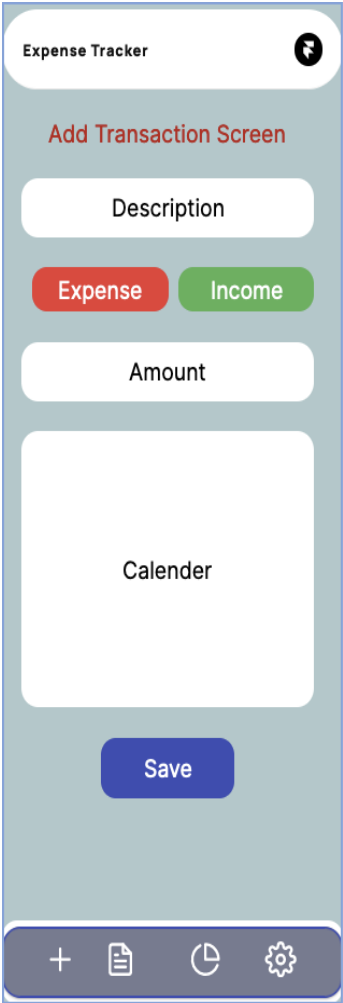 Expense Tracker
Add Transaction Screen
Description
Expense Income
Amount
Calender
Save